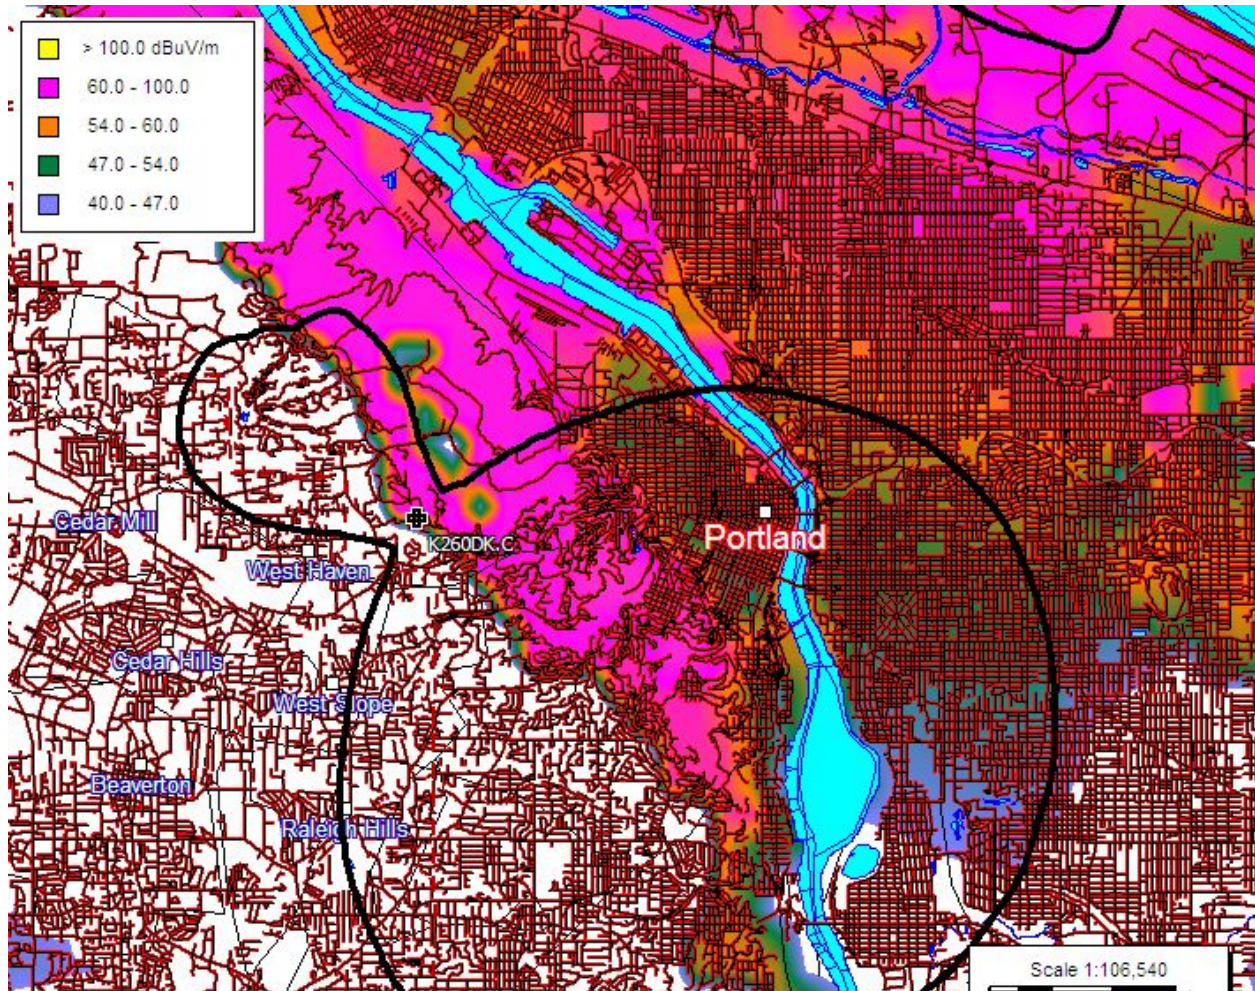 > 100.0 dBuV/m
60.0 - 100.0
54.0 - 60.0
47.0 - 54.0
40.0 - 47.0
Cedar Mill
K260DK.C
Portland
West Haven
Cedar Hills
West Slope
Beaverton
Raleigh Hills
Scale 1:106,540